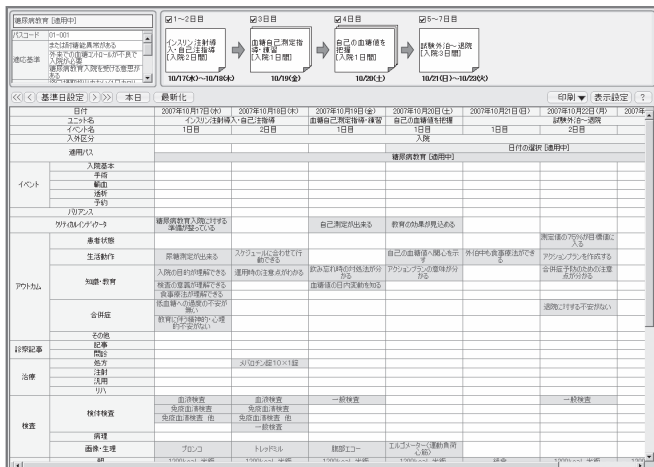 糖尿病教育 [適用中]
パスコード 01-001
適応基準
または耐糖能異常がある
外来での血糖コントロールが不良で入院が必要
糖尿病教育入院を受ける意思がある
1~2日目
インスリン注射導入・自己注指導
[入院2日間]
10/17(水)~10/18(木)
3日目
血糖自己測定指導・練習
[入院1日間]
10/19(金)
4日目
自己の血糖値を把握
[入院1日間]
10/20(土)
5~7日目
試験外泊~退院
[入院3日間]
10/21(日)~10/23(火)
<< < 基準日設定 > >> 本日 最新化 印刷▼ 表示設定 ?
日付 2007年10月17日(水) 2007年10月18日(木) 2007年10月19日(金) 2007年10月20日(土) 2007年10月21日(日) 2007年10月22日(月) 2007年
ユニット名 インスリン注射導入・自己注指導 血糖自己測定指導・練習 自己の血糖値を把握 試験外泊~退院
イベント名 1日目 2日目 1日目 1日目 1日目 2日目
入外区分 入院
適用パス 日付の選択 [適用中]
糖尿病教育 [適用中]
イベント
入院基本
手術
輸血
透析
予約
バリアンス
クリティカルインディケータ 糖尿病教育入院に対する準備が整っている 自己測定が出来る 教育の効果が見込める
アウトカム
患者状態 測定値の75%が目標値に入る
生活動作 尿糖測定が出来る スケジュールに合わせて行動できる 自己の血糖値へ関心を示す 外泊中も食事療法ができる アクションプランを作成する
知識・教育 入院の目的が理解できる 運用時の注意点がわかる 飲み忘れ時の対処法が分かる アクションプランの意味が分かる 合併症予防のための注意点が分かる
検査の意義が理解できる 血糖値の日内変動を知る
食事療法が理解できる
合併症 低血糖への過度の不安が無い 退院に対する不安がない
教育に伴う精神的・心理的不安がない
その他
診察記事
記事
問診
治療
処方 メバロチン錠10×1錠
注射
汎用
リハ
検査
検体検査 血液検査 血液検査 一般検査 一般検査
免疫血清検査 免疫血清検査
免疫血清検査 他 免疫血清検査 他
一般検査
病理
画像・生理 ブロンコ トレッドミル 腹部エコー エルゴメーター(運動負荷心筋)